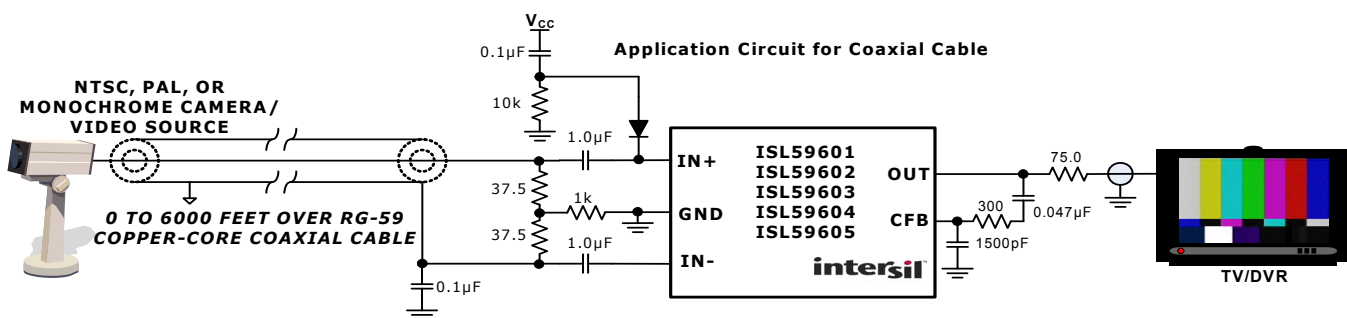 VCC
0.1µF
Application Circuit for Coaxial Cable
NTSC, PAL, OR
MONOCHROME CAMERA/
VIDEO SOURCE
10k
1.0µF
IN+
ISL59601
ISL59602
ISL59603
ISL59604
ISL59605
OUT
75.0
37.5
1k
GND
300
0.047µF
CFB
0 TO 6000 FEET OVER RG-59
COPPER-CORE COAXIAL CABLE
37.5
1.0µF
1500pF
IN-
intersil™
0.1µF
TV/DVR